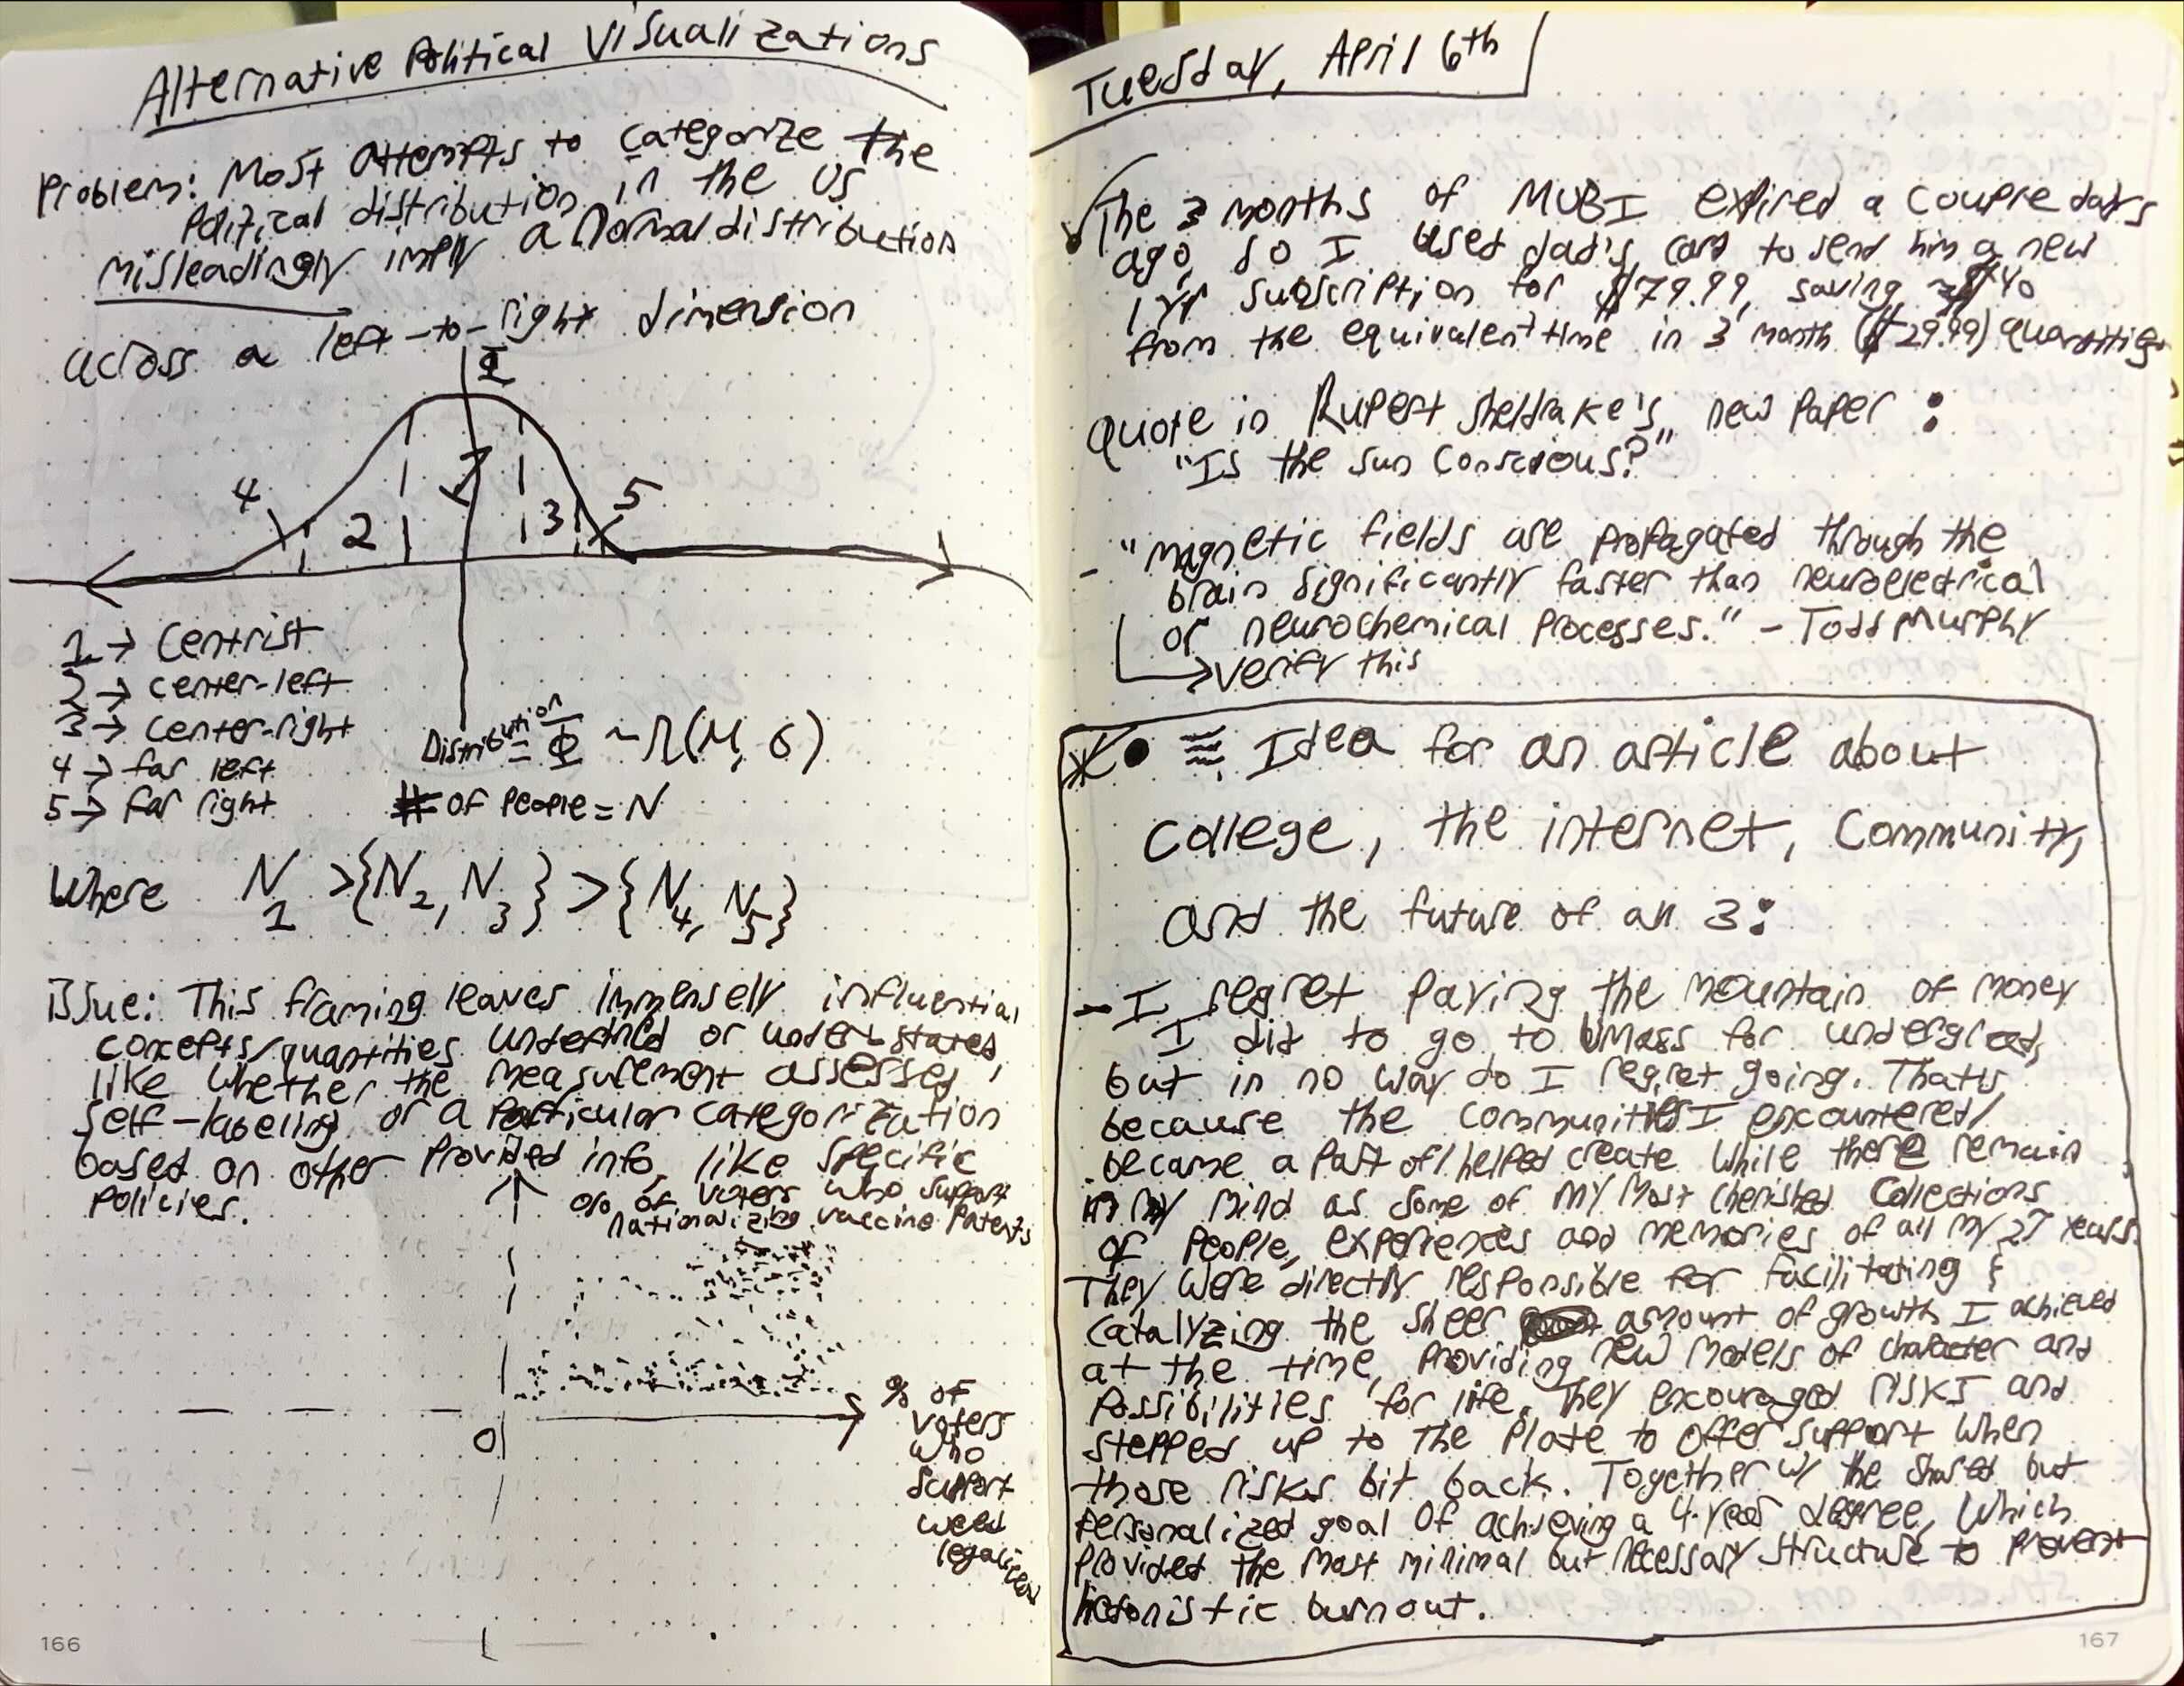 Alternative Political Visualizations
Problem: Most attempts to categorize the
political distribution in the US
misleadingly imply a normal distribution
across a left-to-right dimension
Φ
4 2 1 3 5
1 → Centrist
2 → center-left
3 → center-right
4 → far left
5 → far right
Distribution = Φ ~ N(μ, σ)
# of people = N
Where N1 > {N2, N3} > {N4, N5}
issue: This framing leaves immensely influential
concepts/quantities undefined or understated,
like whether the measurement assesses
self-labeling or a particular categorization
based on other provided info, like specific
policies.
% of voters who support
nationalizing vaccine patents
0
% of
voters
who
support
weed
legalization
166
Tuesday, April 6th
The 3 months of MUBI expired a couple days
ago, so I used dad's card to send him a new
1 yr subscription for $79.99, saving ≈$40
from the equivalent time in 3 month ($29.99) quantities
Quote in Rupert Sheldrake's new paper:
"Is the sun Conscious?"
- "Magnetic fields are propagated through the
brain significantly faster than neuroelectrical
or neurochemical processes." - Todd Murphy
→ verify this
Idea for an article about
college, the internet, community,
and the future of all 3:
- I regret paying the mountain of money
I did to go to UMass for undergrad,
but in no way do I regret going. That's
because the communities I encountered/
became a part of/helped create while there remain
in my mind as some of my most cherished collections
of people, experiences and memories of all my 27 years.
They were directly responsible for facilitating &
catalyzing the sheer amount of growth I achieved
at the time, providing new models of character and
possibilities for life. They encouraged risks and
stepped up to the plate to offer support when
those risks bit back. Together w/ the shared but
personalized goal of achieving a 4-year degree, which
provided the most minimal but necessary structure to prevent
hedonistic burnout.
167